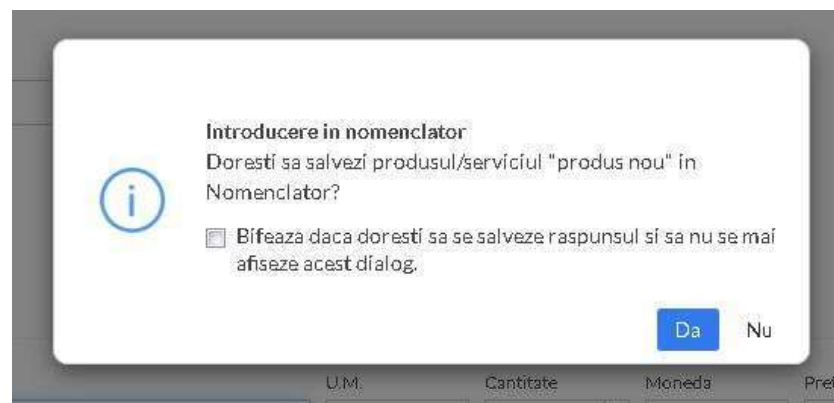 Introducere in nomenclator
Doresti sa salvezi produsul/serviciul "produs nou" in
Nomenclator?
Bifeaza daca doresti sa se salveze raspunsul si sa nu se mai
afiseze acest dialog.
Da Nu
U.M. Cantitate Moneda